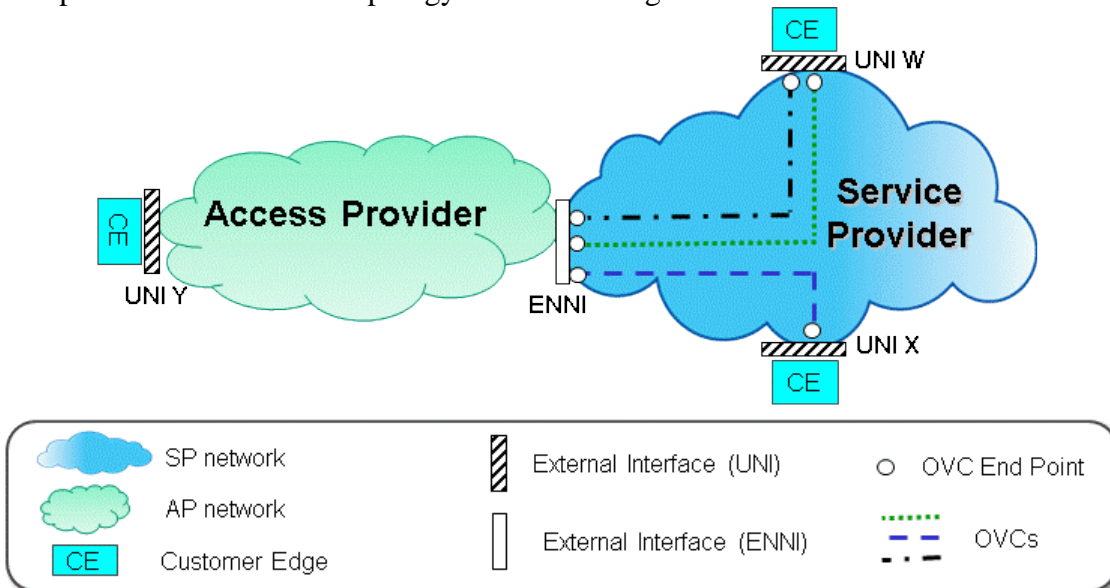 CE
UNI W
Access Provider
Service
Provider
CE
UNI Y
ENNI
UNI X
CE
SP network
External Interface (UNI)
OVC End Point
AP network
External Interface (ENNI)
OVCs
CE
Customer Edge